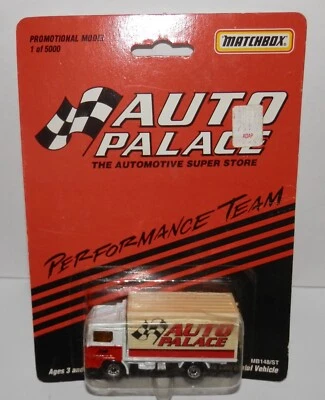 PROMOTIONAL MODEL
1 of 5000
MATCHBOX
AUTO
PALACE
THE AUTOMOTIVE SUPER STORE
PERFORMANCE TEAM
AUTO
PALACE
MB148/ST
Ages 3 and
Vehicle